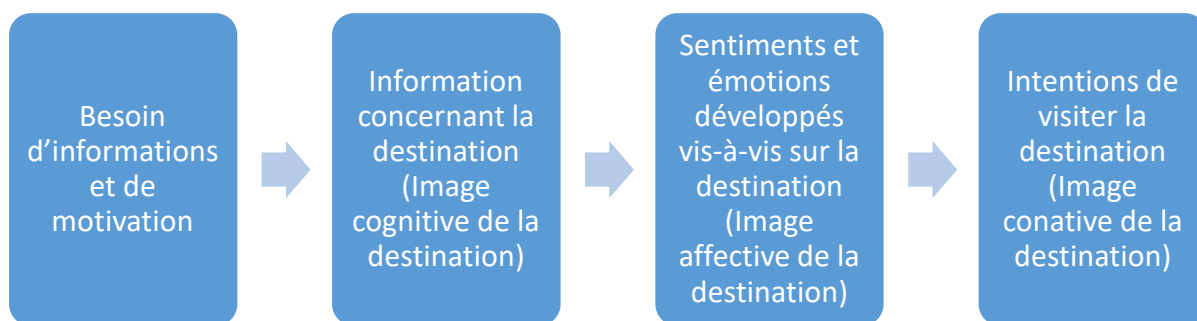 Besoin
d’informations
et de
motivation
Information
concernant la
destination
(Image
cognitive de la
destination)
Sentiments et
émotions
développés
vis-à-vis sur la
destination
(Image
affective de la
destination)
Intentions de
visiter la
destination
(Image
conative de la
destination)